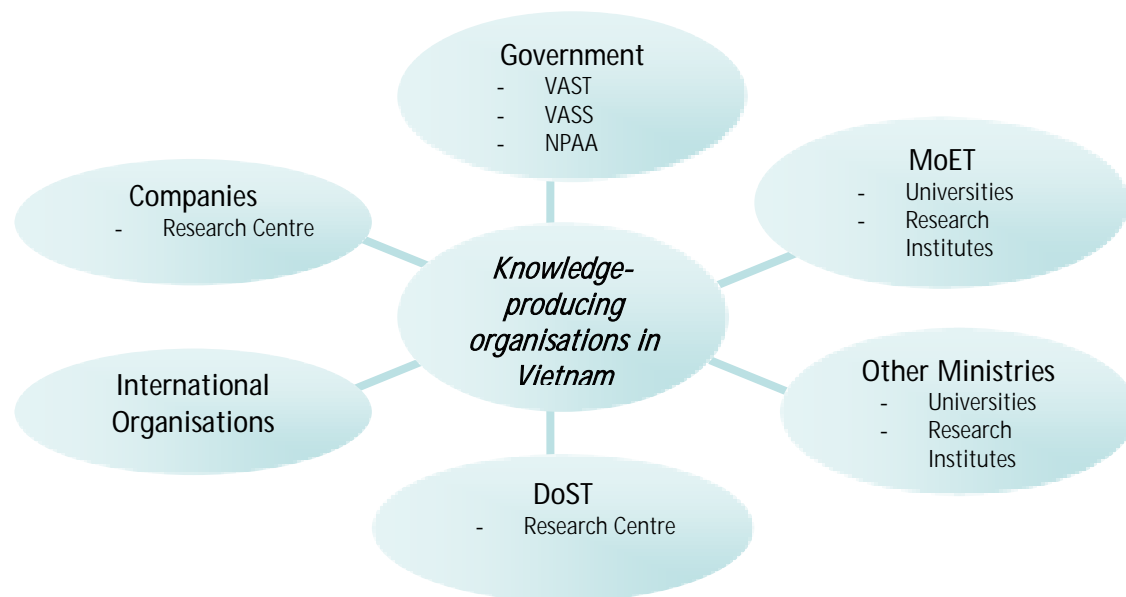 Government
- VAST
- VASS
- NPAA
MoET
- Universities
- Research
Institutes
Companies
- Research Centre
Knowledge-
producing
organisations in
Vietnam
International
Organisations
Other Ministries
- Universities
- Research
Institutes
DoST
- Research Centre